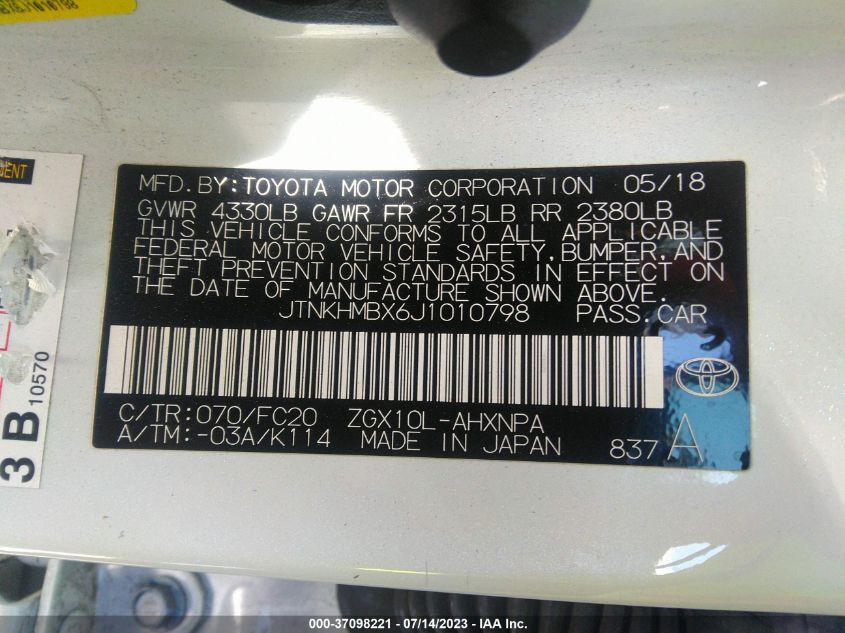 MFD. BY: TOYOTA MOTOR CORPORATION 05/18
GVWR 4330LB GAWR FR 2315LB RR 2380LB
THIS VEHICLE CONFORMS TO ALL APPLICABLE
FEDERAL MOTOR VEHICLE SAFETY, BUMPER, AND
THEFT PREVENTION STANDARDS IN EFFECT ON
THE DATE OF MANUFACTURE SHOWN ABOVE.
JTNKHMBX6J1010798 PASS. CAR
C/TR: 070/FC20 ZGX10L-AHXNPA
A/TM: -03A/K114 MADE IN JAPAN 837 A
3 B
10570
000-37098221 - 07/14/2023 - IAA Inc.